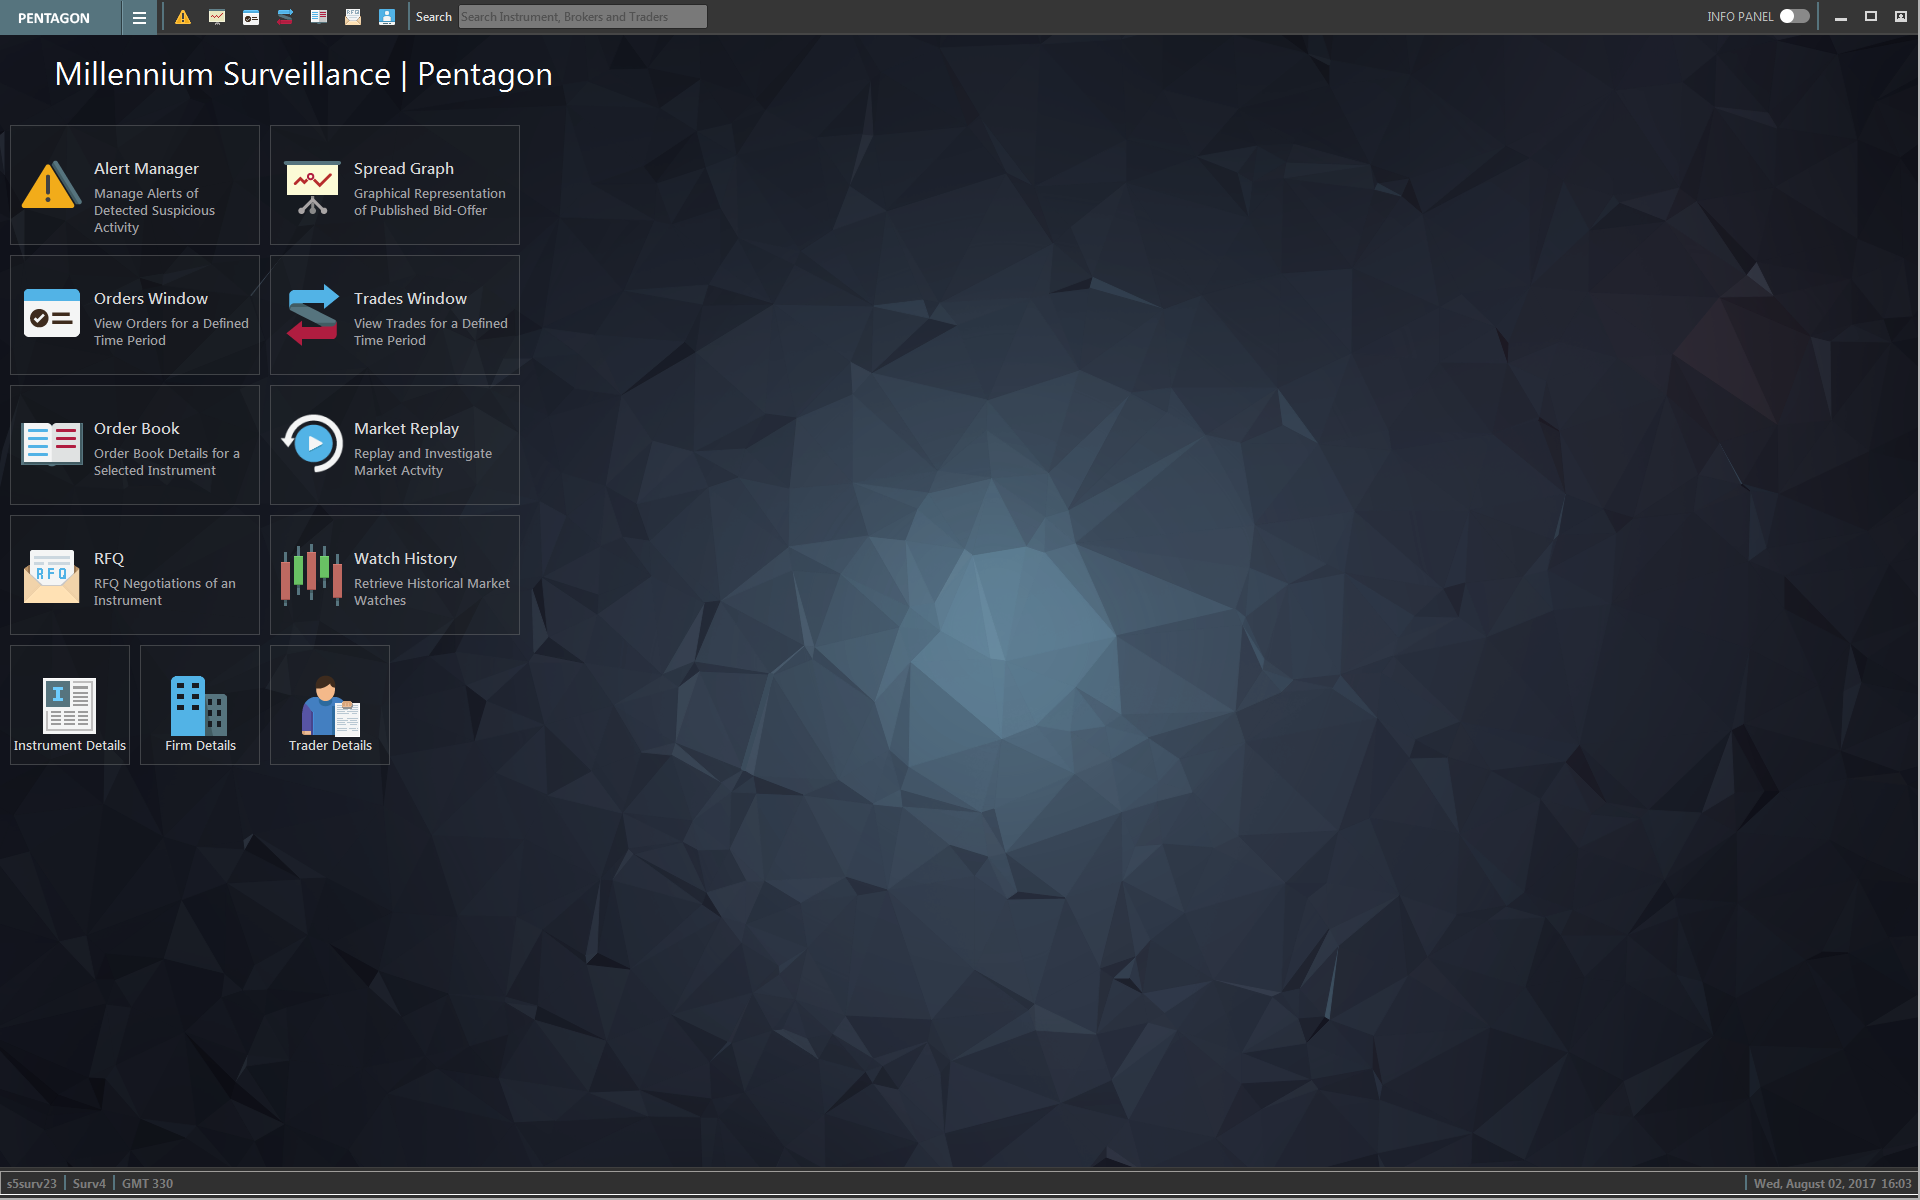 PENTAGON
Search
Search Instrument, Brokers and Traders
INFO PANEL
Millennium Surveillance | Pentagon
Alert Manager
Manage Alerts of
Detected Suspicious
Activity
Spread Graph
Graphical Representation
of Published Bid-Offer
Orders Window
View Orders for a Defined
Time Period
Trades Window
View Trades for a Defined
Time Period
Order Book
Order Book Details for a
Selected Instrument
Market Replay
Replay and Investigate
Market Actvity
RFQ
RFQ
RFQ Negotiations of an
Instrument
Watch History
Retrieve Historical Market
Watches
I
Instrument Details
Firm Details
Trader Details
s5surv23 | Surv4 | GMT 330
Wed, August 02, 2017 16:03